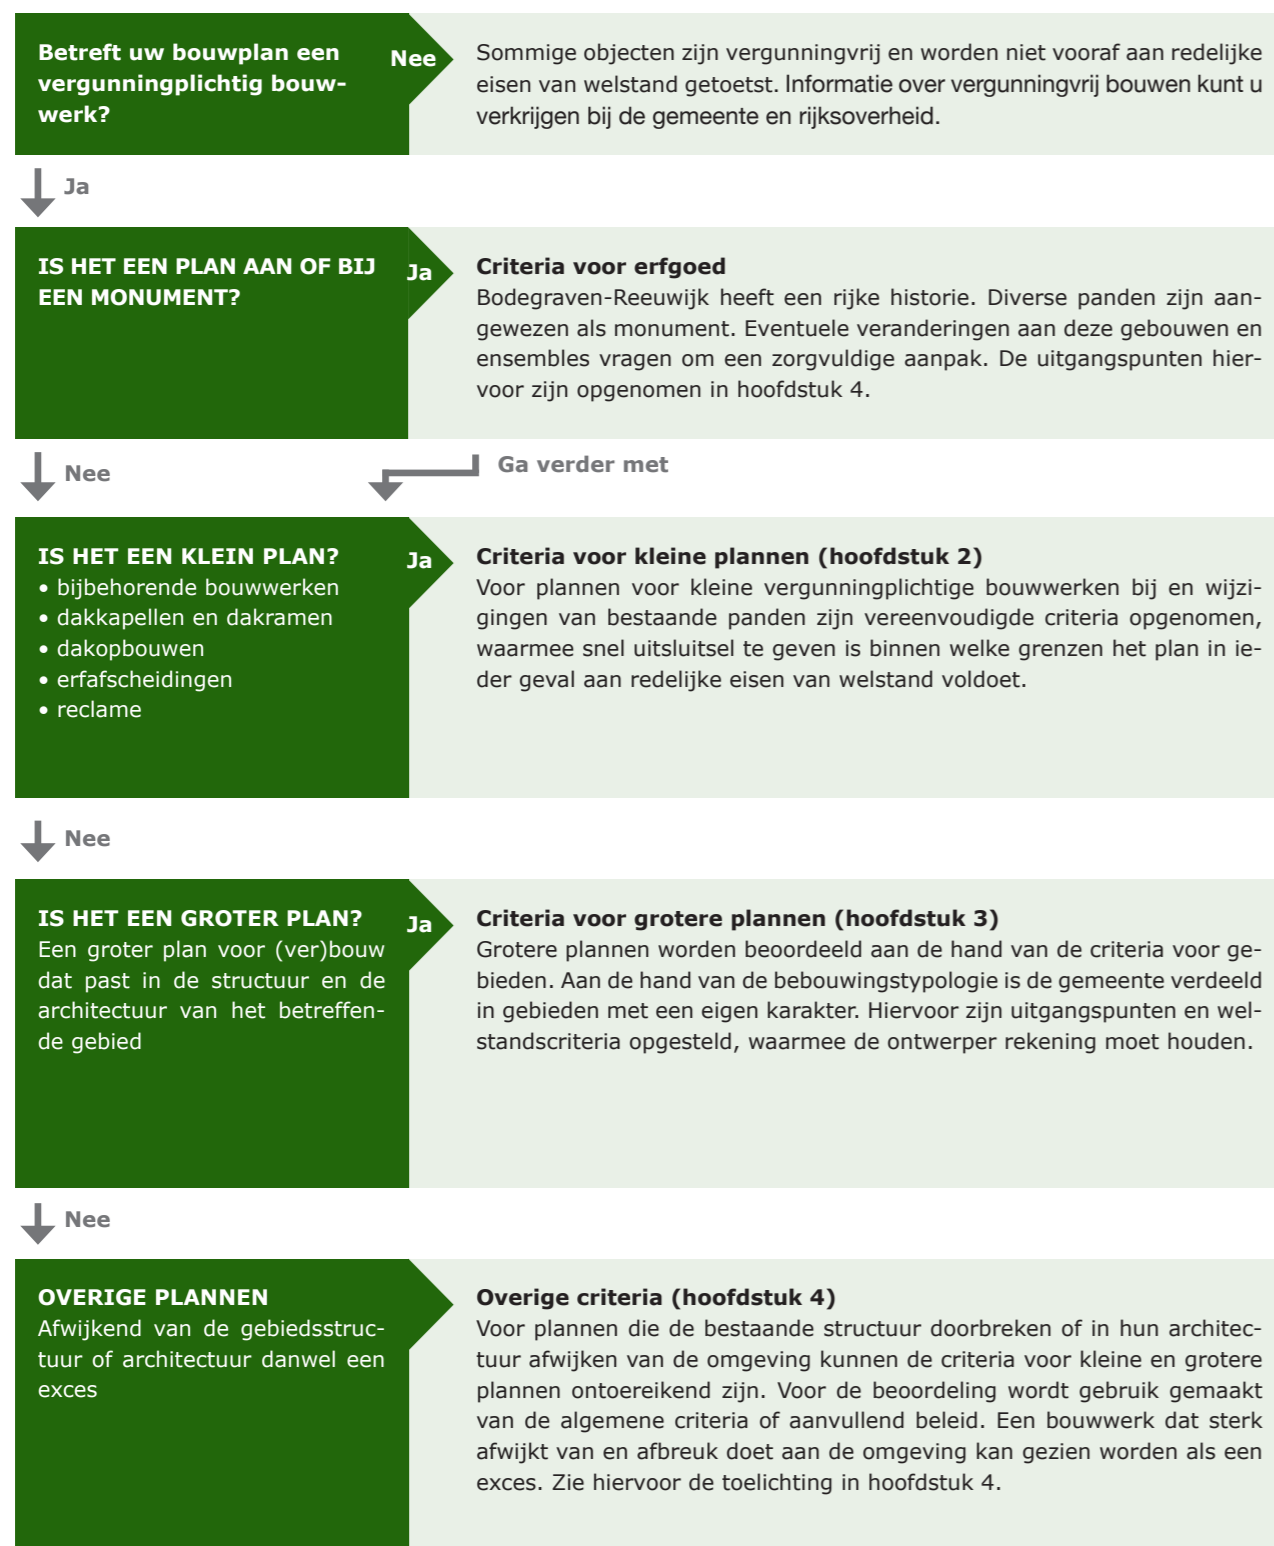 Betreft uw bouwplan een
vergunningplichtig bouw-
werk?
Nee
Sommige objecten zijn vergunningvrij en worden niet vooraf aan redelijke
eisen van welstand getoetst. Informatie over vergunningvrij bouwen kunt u
verkrijgen bij de gemeente en rijksoverheid.
Ja
IS HET EEN PLAN AAN OF BIJ
EEN MONUMENT?
Ja
Criteria voor erfgoed
Bodegraven-Reeuwijk heeft een rijke historie. Diverse panden zijn aan-
gewezen als monument. Eventuele veranderingen aan deze gebouwen en
ensembles vragen om een zorgvuldige aanpak. De uitgangspunten hier-
voor zijn opgenomen in hoofdstuk 4.
Nee
Ga verder met
IS HET EEN KLEIN PLAN?
• bijbehorende bouwwerken
• dakkapellen en dakramen
• dakopbouwen
• erfafscheidingen
• reclame
Ja
Criteria voor kleine plannen (hoofdstuk 2)
Voor plannen voor kleine vergunningplichtige bouwwerken bij en wijzi-
gingen van bestaande panden zijn vereenvoudigde criteria opgenomen,
waarmee snel uitsluitsel te geven is binnen welke grenzen het plan in ie-
der geval aan redelijke eisen van welstand voldoet.
Nee
IS HET EEN GROTER PLAN?
Een groter plan voor (ver)bouw
dat past in de structuur en de
architectuur van het betreffen-
de gebied
Ja
Criteria voor grotere plannen (hoofdstuk 3)
Grotere plannen worden beoordeeld aan de hand van de criteria voor ge-
bieden. Aan de hand van de bebouwingstypologie is de gemeente verdeeld
in gebieden met een eigen karakter. Hiervoor zijn uitgangspunten en wel-
standscriteria opgesteld, waarmee de ontwerper rekening moet houden.
Nee
OVERIGE PLANNEN
Afwijkend van de gebiedsstruc-
tuur of architectuur danwel een
exces
Overige criteria (hoofdstuk 4)
Voor plannen die de bestaande structuur doorbreken of in hun architec-
tuur afwijken van de omgeving kunnen de criteria voor kleine en grotere
plannen ontoereikend zijn. Voor de beoordeling wordt gebruik gemaakt
van de algemene criteria of aanvullend beleid. Een bouwwerk dat sterk
afwijkt van en afbreuk doet aan de omgeving kan gezien worden als een
exces. Zie hiervoor de toelichting in hoofdstuk 4.